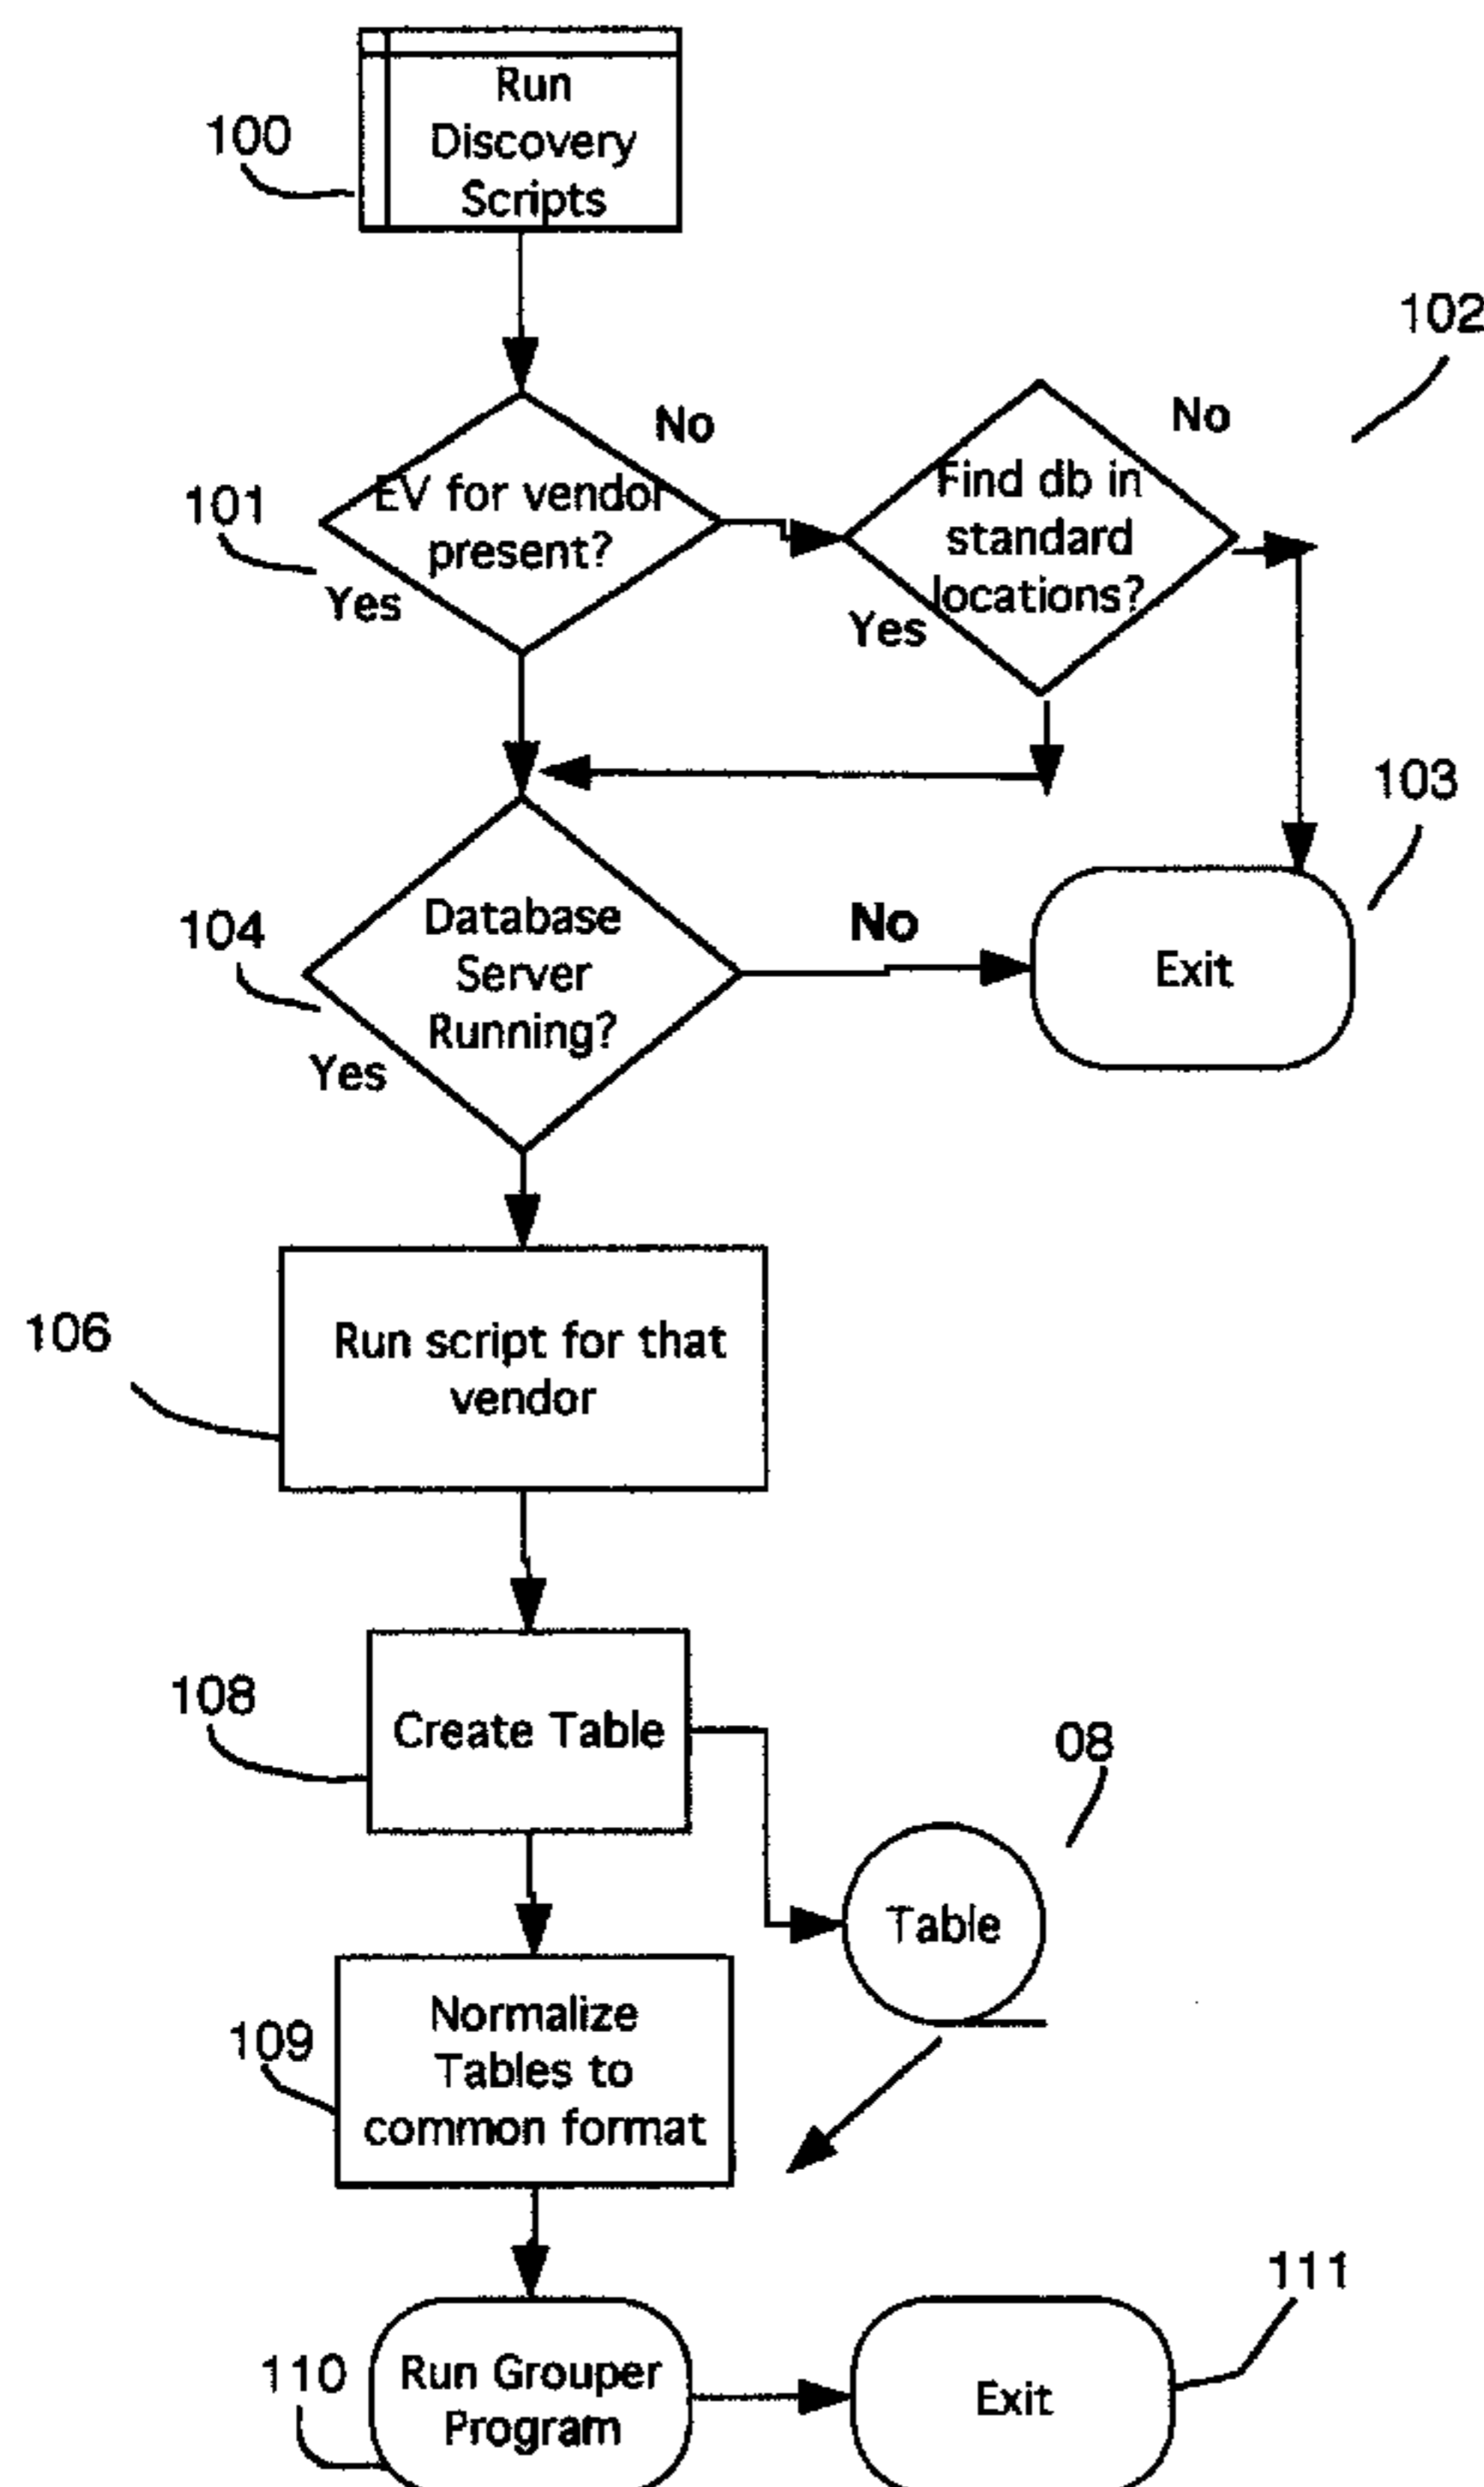 Run
Discovery
Scripts
100
102
No
No
EV for vendor
present?
101
Yes
Find db in
standard
locations?
Yes
103
Database
Server
Running?
104
Yes
No
Exit
106
Run script for that
vendor
108
Create Table
08
Table
109
Normalize
Tables to
common format
111
110
Run Grouper
Program
Exit